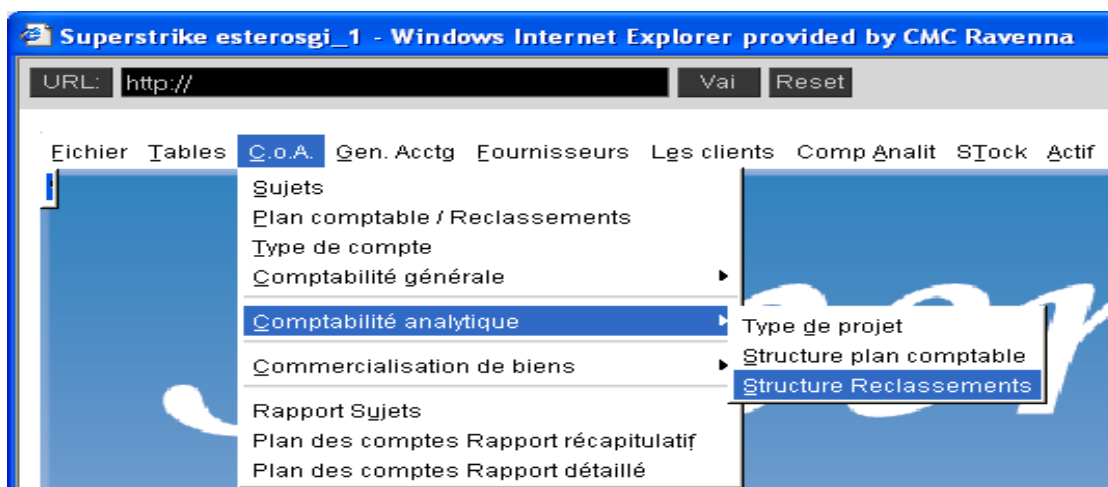 Superstrike esterosgi_1 - Windows Internet Explorer provided by CMC Ravenna
URL: http:// Vai Reset
Fichier Tables C.o.A. Gen. Acctg Fournisseurs Les clients Comp Analit STock Actif
Sujets
Plan comptable / Reclassements
Type de compte
Comptabilité générale
Comptabilité analytique
Type de projet
Structure plan comptable
Structure Reclassements
Commercialisation de biens
Rapport Sujets
Plan des comptes Rapport récapitulatif
Plan des comptes Rapport détaillé